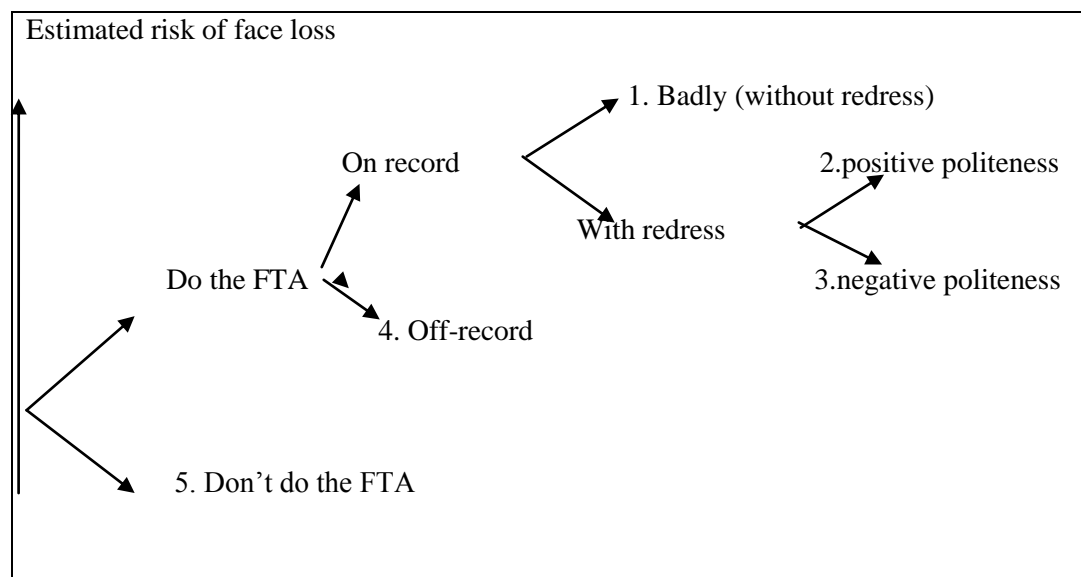 Estimated risk of face loss
1. Badly (without redress)
On record
2.positive politeness
With redress
Do the FTA
3.negative politeness
4. Off-record
5. Don’t do the FTA